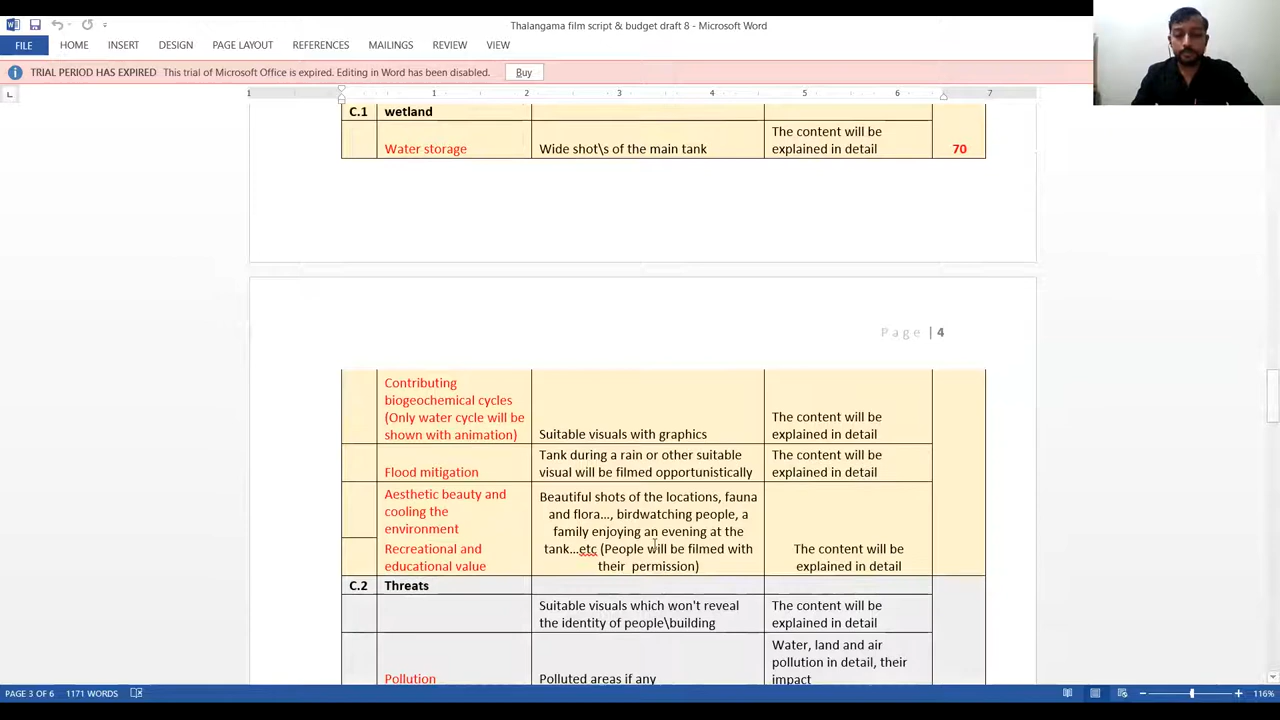 Thalangama film script & budget draft 8 - Microsoft Word
FILE HOME INSERT DESIGN PAGE LAYOUT REFERENCES MAILINGS REVIEW VIEW
TRIAL PERIOD HAS EXPIRED This trial of Microsoft Office is expired. Editing in Word has been disabled. Buy
1 1 2 3 4 5 6 7
C.1 wetland
Water storage
Wide shot\s of the main tank
The content will be
explained in detail
70
Page | 4
Contributing
biogeochemical cycles
(Only water cycle will be
shown with animation)
Suitable visuals with graphics
The content will be
explained in detail
Flood mitigation
Tank during a rain or other suitable
visual will be filmed opportunistically
The content will be
explained in detail
Aesthetic beauty and
cooling the
environment
Recreational and
educational value
Beautiful shots of the locations, fauna
and flora..., birdwatching people, a
family enjoying an evening at the
tank...etc (People will be filmed with
their permission)
The content will be
explained in detail
C.2 Threats
Suitable visuals which won't reveal
the identity of people\building
The content will be
explained in detail
Pollution
Polluted areas if any
Water, land and air
pollution in detail, their
impact
PAGE 3 OF 6 1171 WORDS 116%